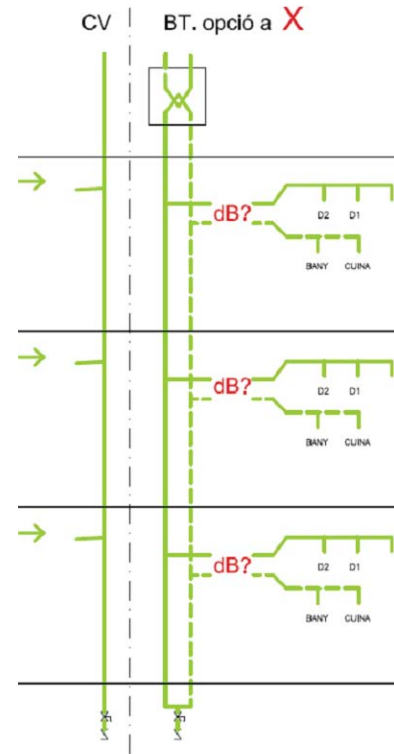 CV BT. opció a X
dB?
D2 D1
BANY CUINA
dB?
D2 D1
BANY CUINA
dB?
D2 D1
BANY CUINA